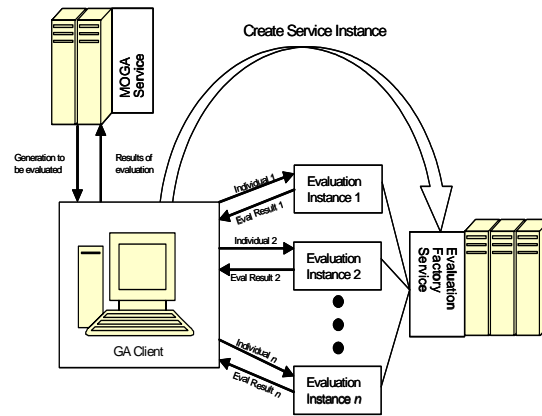 Create Service Instance
MOGA
Service
Generation to
be evaluated
Results of
evaluation
Individual 1
Eval Result 1
Evaluation
Instance 1
Individual 2
Eval Result 2
Evaluation
Instance 2
Evaluation
Factory
Service
GA Client
Individual n
Eval Result n
Evaluation
Instance n